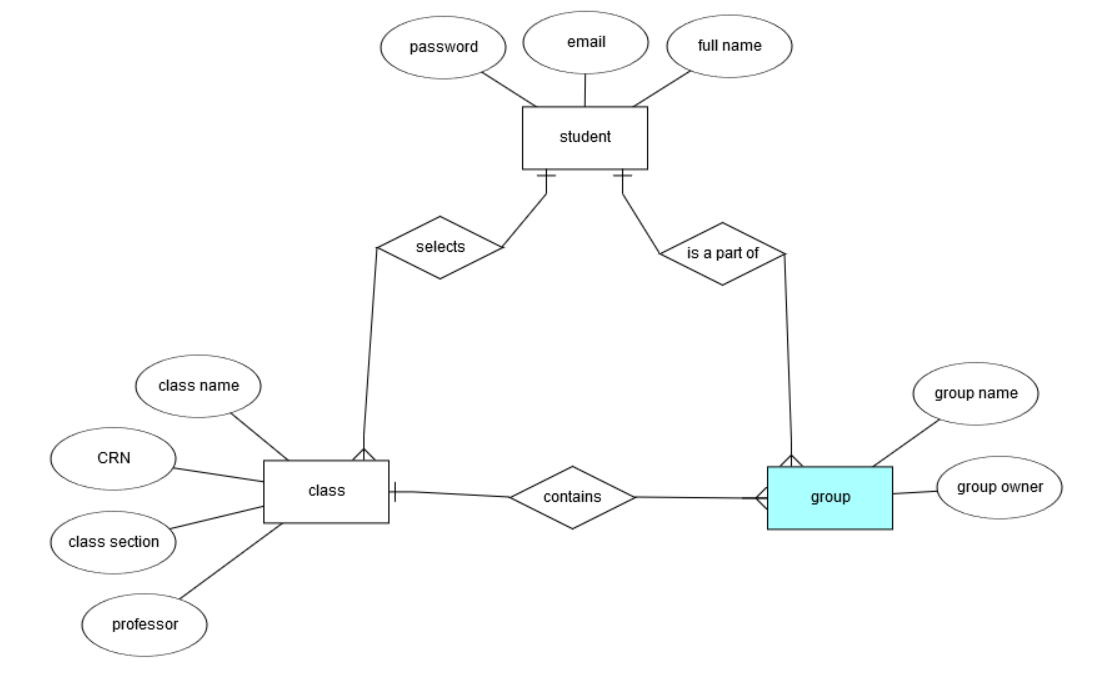 password
email
full name
student
selects
is a part of
class name
group name
CRN
class
contains
group
group owner
class section
professor